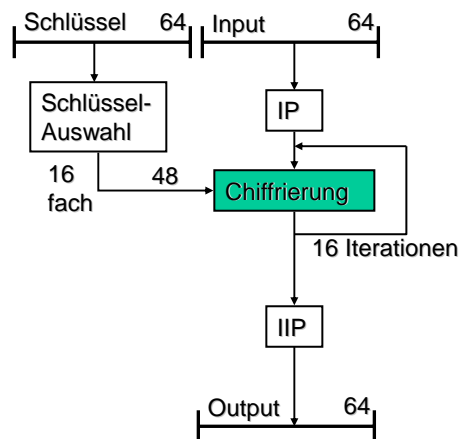 Schlüssel 64
Input 64
Schlüssel-
Auswahl
IP
16
fach
48
Chiffrierung
16 Iterationen
IIP
Output 64